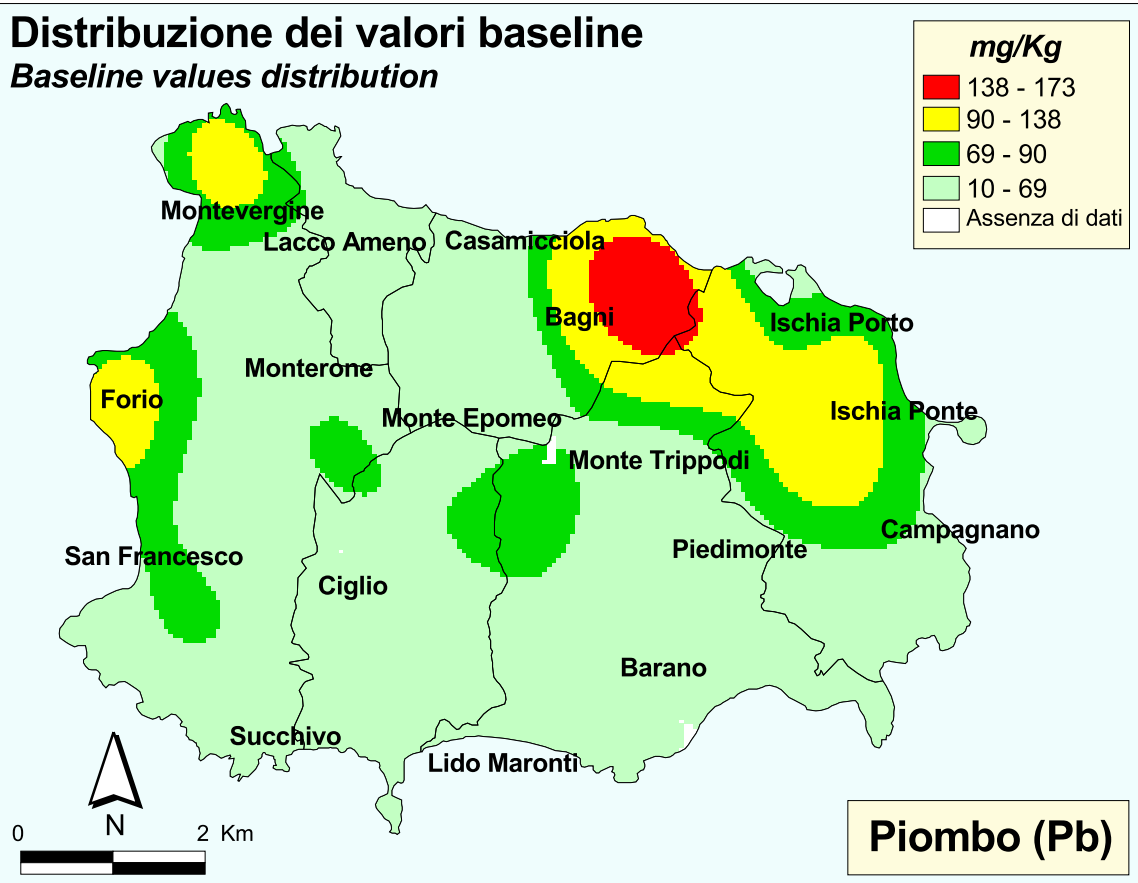 Distribuzione dei valori baseline
Baseline values distribution
mg/Kg
138 - 173
90 - 138
69 - 90
10 - 69
Assenza di dati
Montevergine
Lacco Ameno
Casamicciola
Bagni
Ischia Porto
Monterone
Forio
Monte Epomeo
Ischia Ponte
Monte Trippodi
Campagnano
San Francesco
Piedimonte
Ciglio
Barano
Succhivo
Lido Maronti
N
0 2 Km
Piombo (Pb)